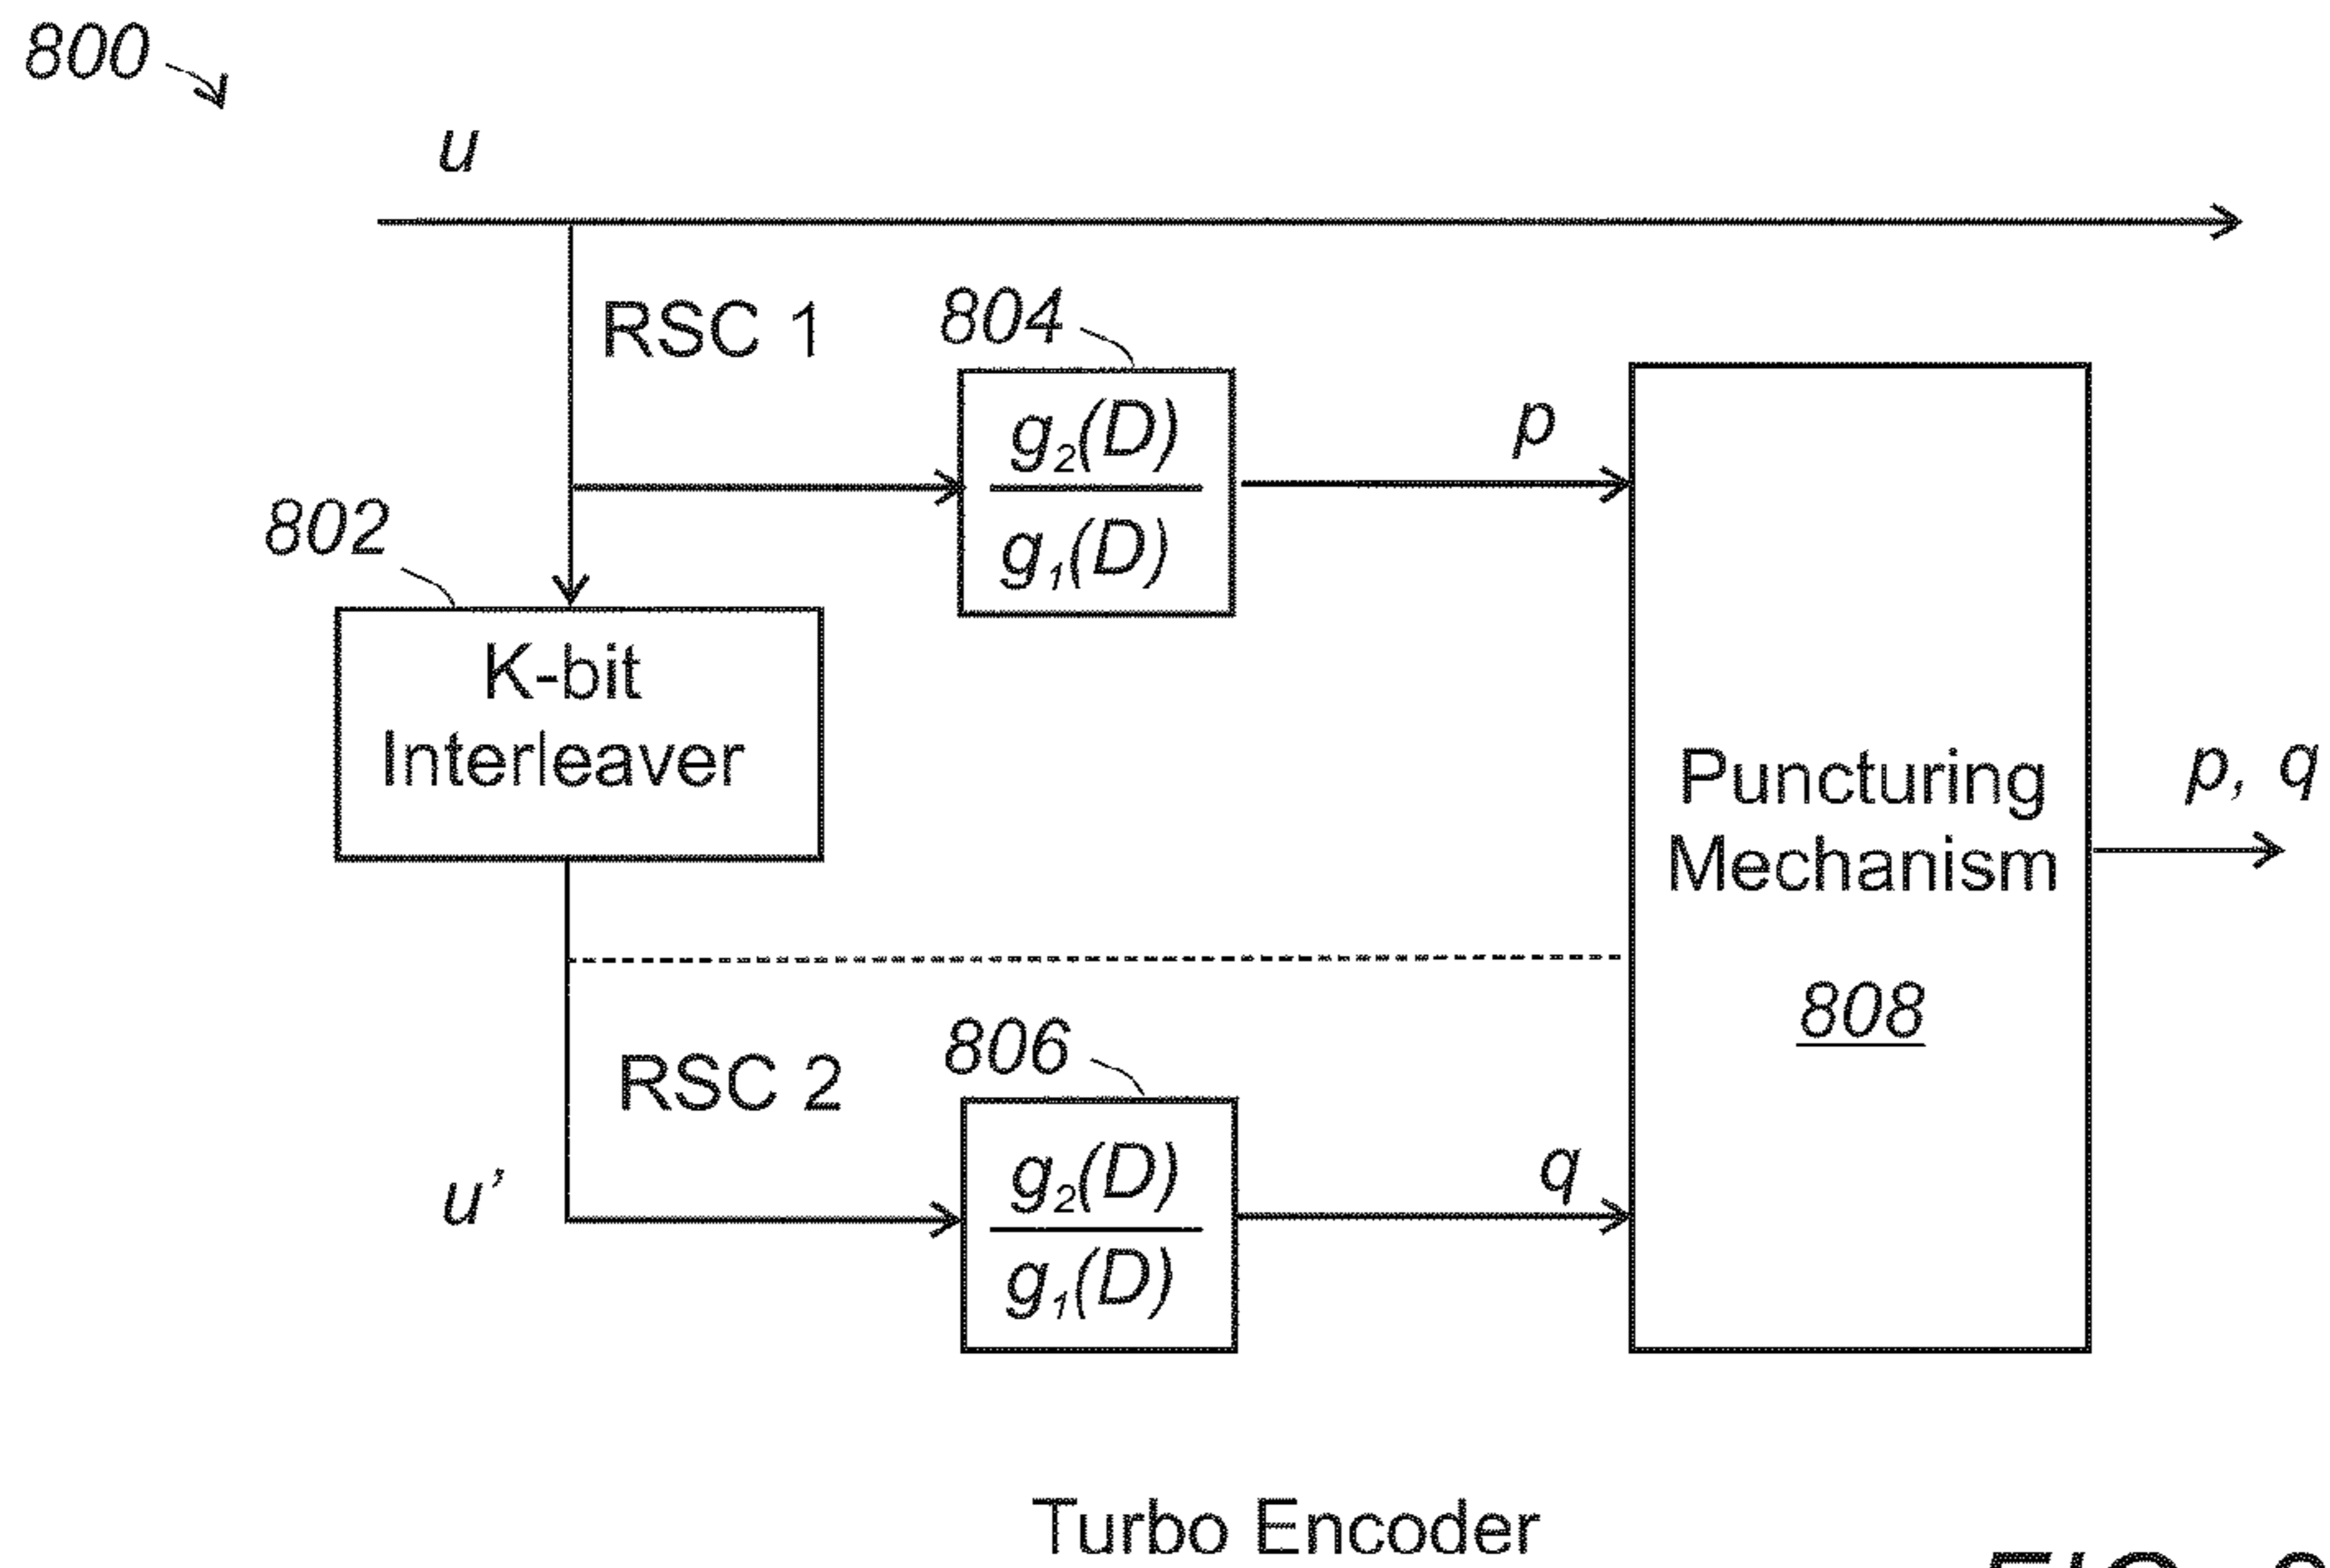 800
u
RSC 1
804
g₂(D)
g₁(D)
p
802
K-bit
Interleaver
Puncturing
Mechanism
808
p, q
RSC 2
806
u’
g₂(D)
g₁(D)
q
Turbo Encoder